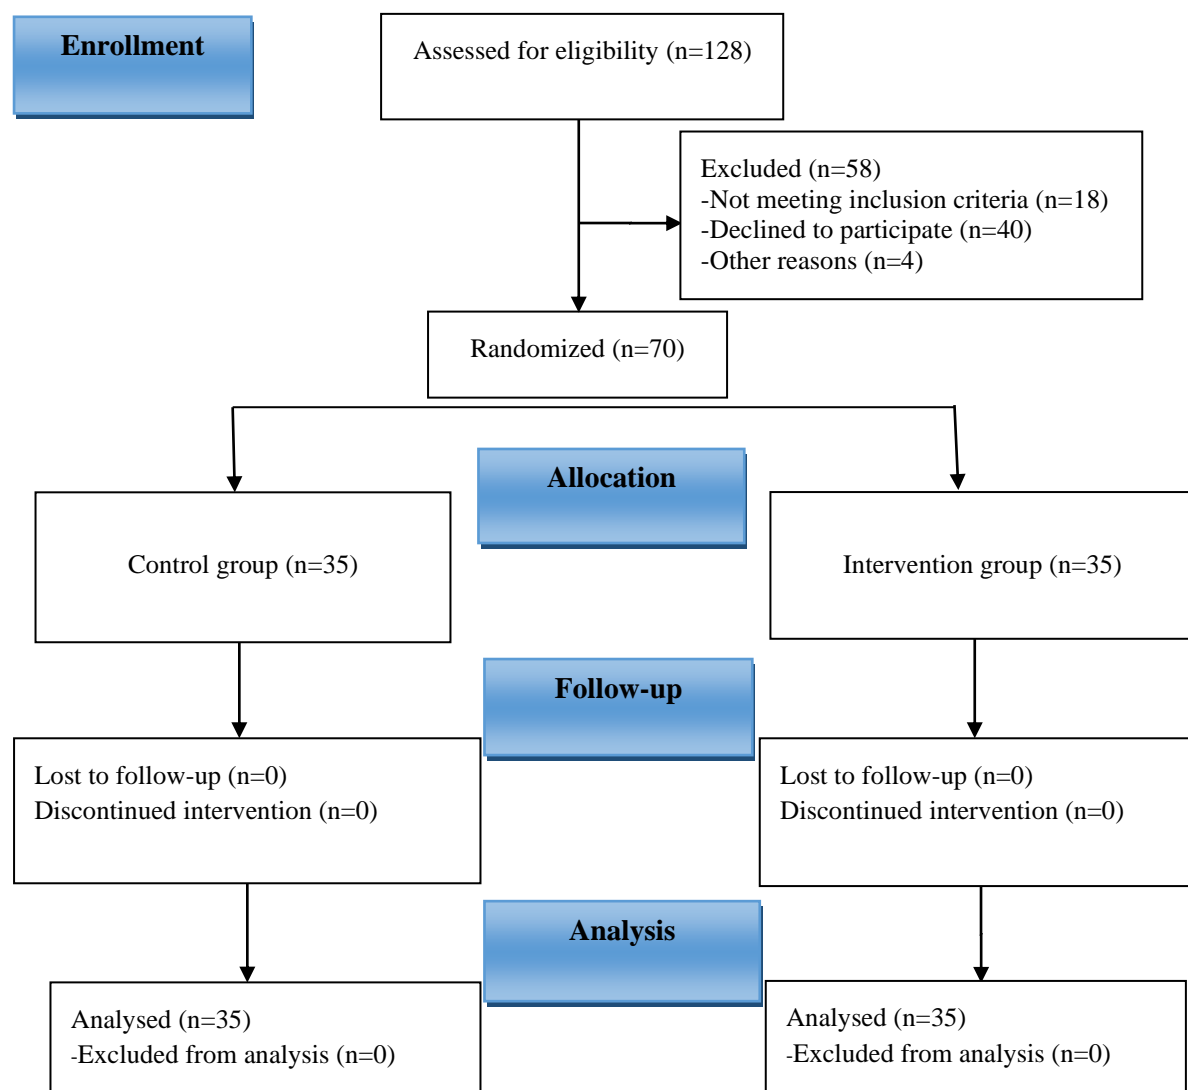 Enrollment
Assessed for eligibility (n=128)
Excluded (n=58)
-Not meeting inclusion criteria (n=18)
-Declined to participate (n=40)
-Other reasons (n=4)
Randomized (n=70)
Allocation
Control group (n=35)
Intervention group (n=35)
Follow-up
Lost to follow-up (n=0)
Discontinued intervention (n=0)
Lost to follow-up (n=0)
Discontinued intervention (n=0)
Analysis
Analysed (n=35)
-Excluded from analysis (n=0)
Analysed (n=35)
-Excluded from analysis (n=0)